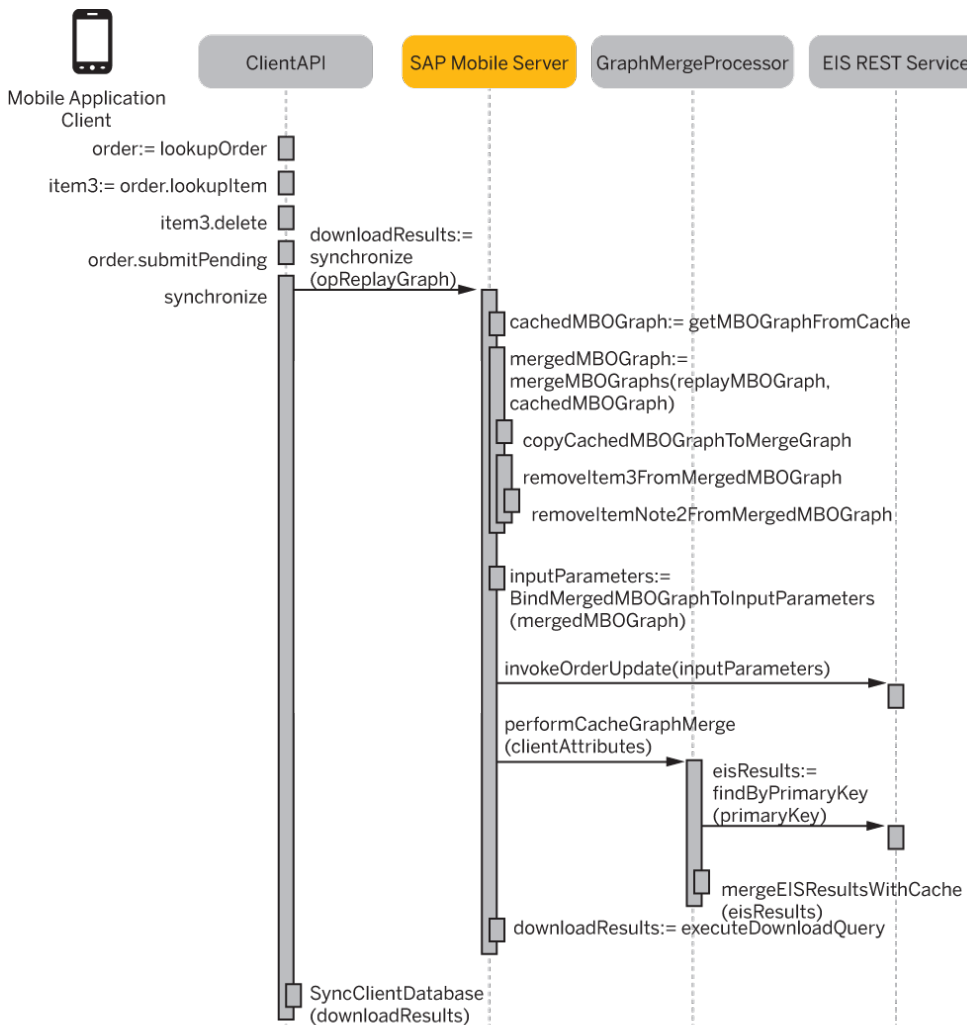 ClientAPI
SAP Mobile Server
GraphMergeProcessor
EIS REST Service
Mobile Application
Client
order:= lookupOrder
item3:= order.lookupItem
item3.delete
order.submitPending
synchronize
downloadResults:=
synchronize
(opReplayGraph)
cachedMBOGraph:= getMBOGraphFromCache
mergedMBOGraph:=
mergeMBOGraphs(replayMBOGraph,
cachedMBOGraph)
copyCachedMBOGraphToMergeGraph
removeItem3FromMergedMBOGraph
removeItemNote2FromMergedMBOGraph
inputParameters:=
BindMergedMBOGraphToInputParameters
(mergedMBOGraph)
invokeOrderUpdate(inputParameters)
performCacheGraphMerge
(clientAttributes)
eisResults:=
findByPrimaryKey
(primaryKey)
mergeEISResultsWithCache
(eisResults)
downloadResults:= executeDownloadQuery
SyncClientDatabase
(downloadResults)